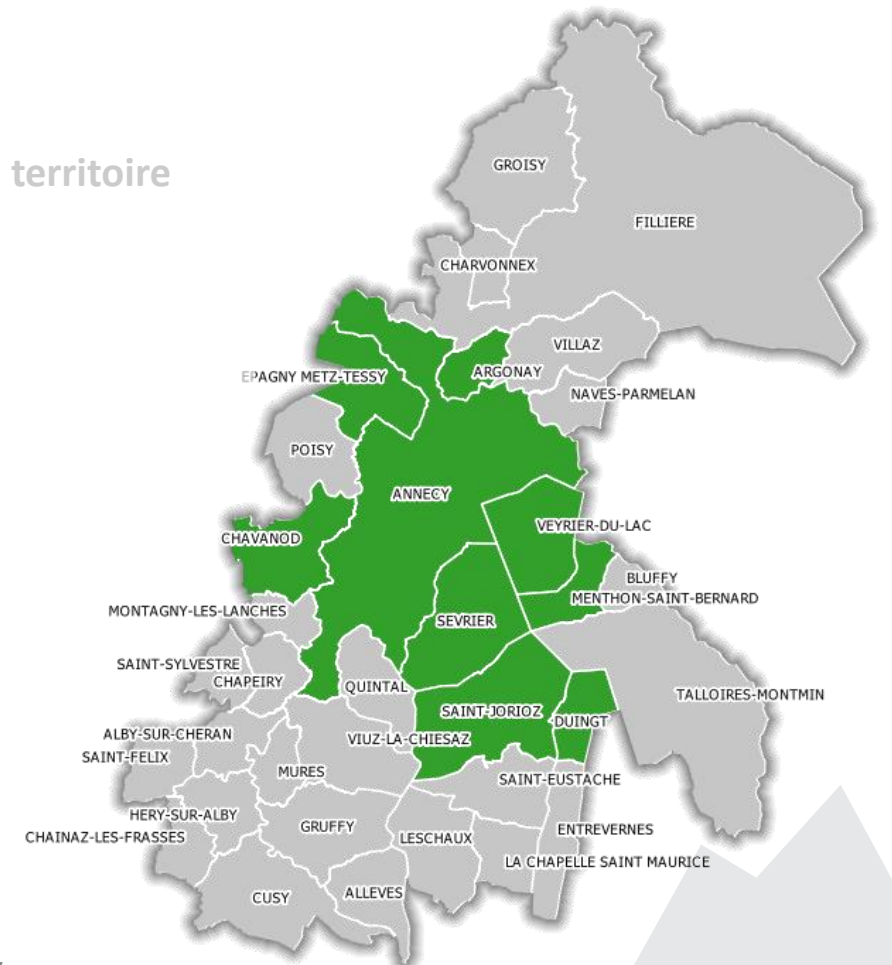 territoire
GROISY
FILLIERE
CHARVONNEX
VILLAZ
ARGONAY
EPAGNY METZ-TESSY
NAVES-PARMELAN
POISY
ANNECY
VEYRIER-DU-LAC
CHAVANOD
BLUFFY
MENTHON-SAINT-BERNARD
MONTAGNY-LES-LANCHES
SEVRIER
SAINT-SYLVESTRE
CHAPEIRY
QUINTAL
TALLOIRES-MONTMIN
SAINT-JORIOZ
DUINGT
ALBY-SUR-CHERAN
VIUZ-LA-CHIESAZ
SAINT-FELIX
MURES
SAINT-EUSTACHE
HERY-SUR-ALBY
GRUFFY
ENTREVERNES
CHAINAZ-LES-FRASSES
LESCHAUX
LA CHAPELLE SAINT MAURICE
CUSY
ALLEVES